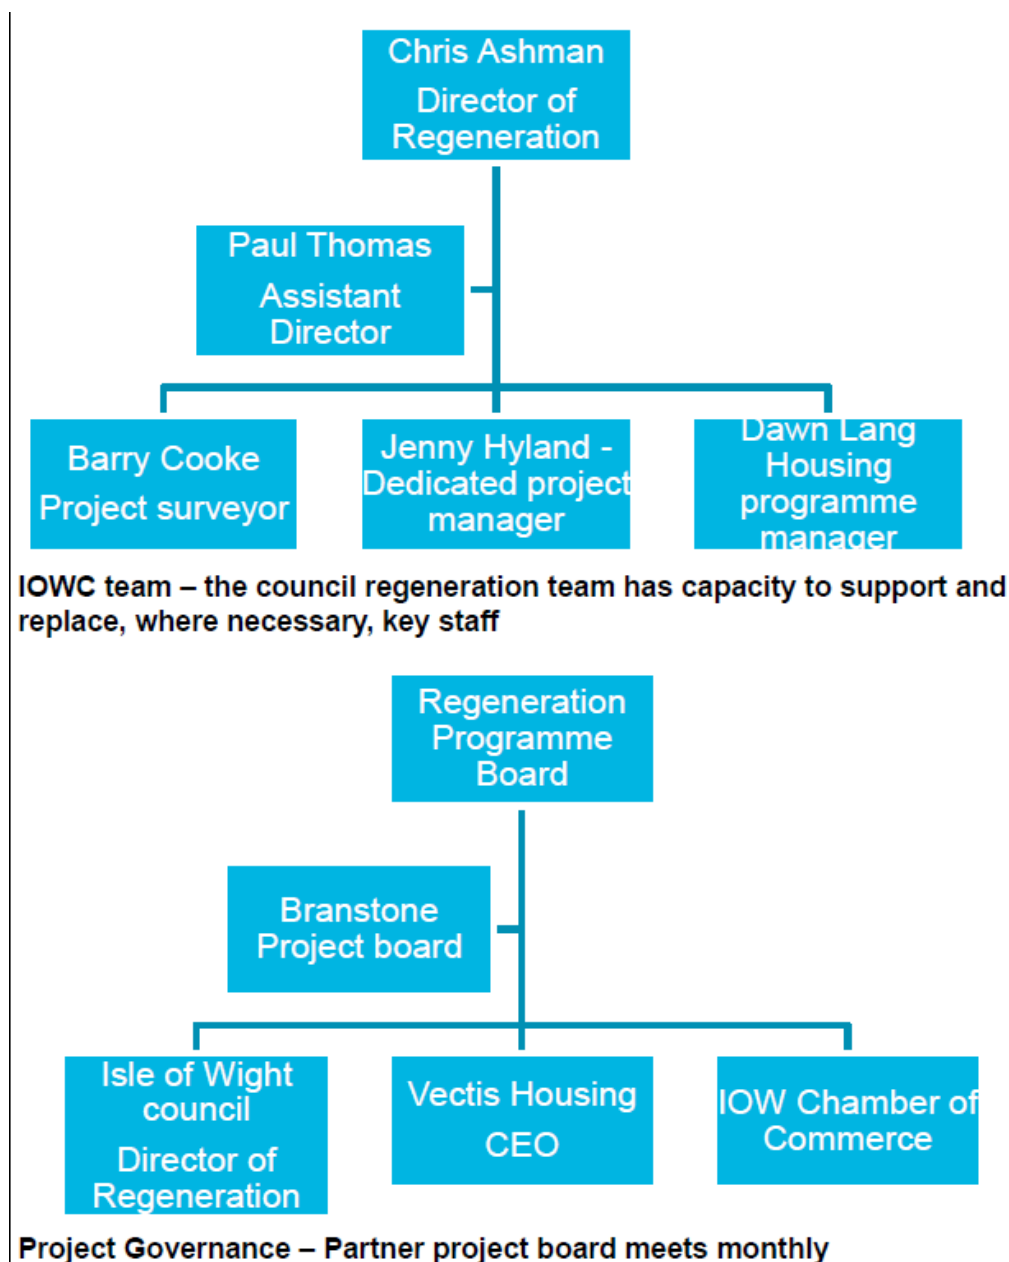 Chris Ashman
Director of
Regeneration
Paul Thomas
Assistant
Director
Barry Cooke
Project surveyor
Jenny Hyland -
Dedicated project
manager
Dawn Lang
Housing
programme
manager
IOWC team – the council regeneration team has capacity to support and
replace, where necessary, key staff
Regeneration
Programme
Board
Branstone
Project board
Isle of Wight
council
Director of
Regeneration
Vectis Housing
CEO
IOW Chamber of
Commerce
Project Governance – Partner project board meets monthly